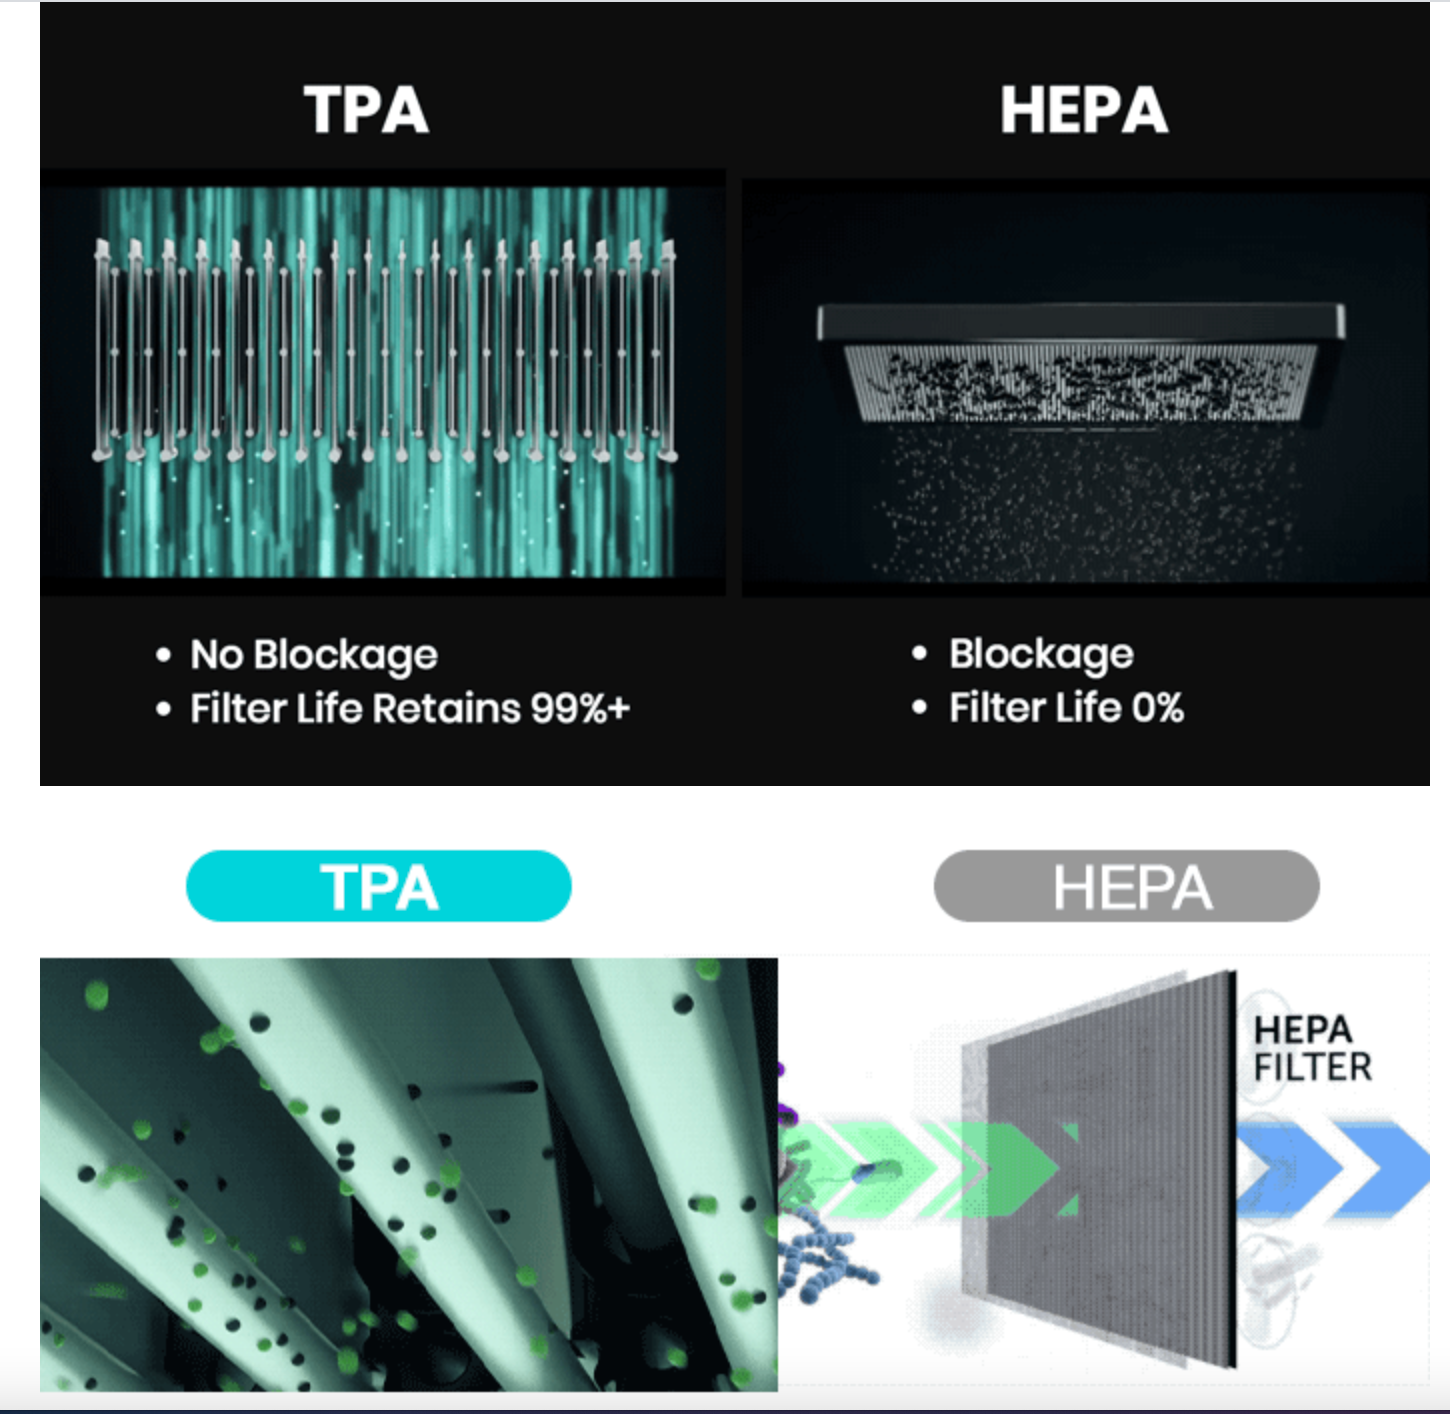 TPA
HEPA
• No Blockage
• Filter Life Retains 99%+
• Blockage
• Filter Life 0%
TPA
HEPA
HEPA
FILTER